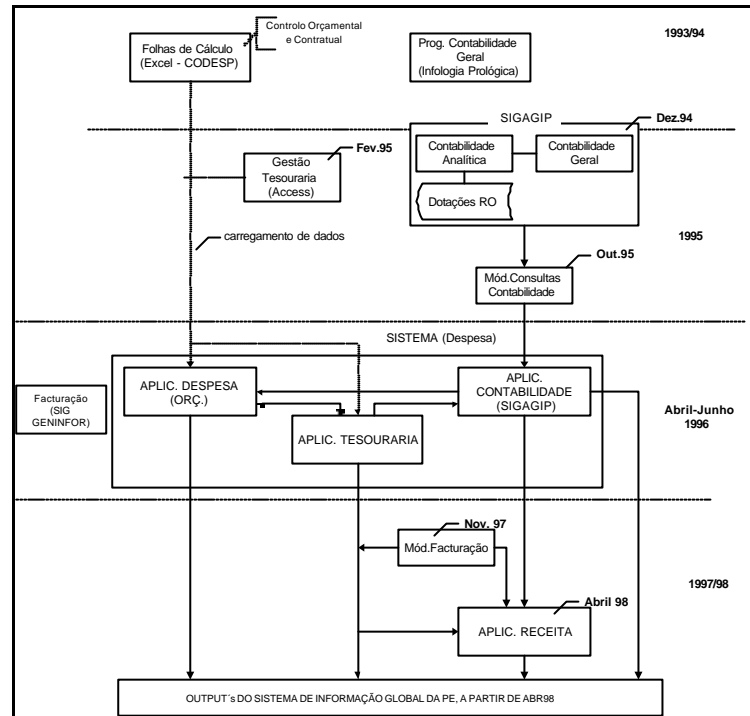 Controlo Orçamental
e Contratual
1993/94
Folhas de Cálculo
(Excel - CODESP)
Prog. Contabilidade
Geral
(Infologia Prológica)
SIGAGIP
Dez.94
Fev.95
Gestão
Tesouraria
(Access)
Contabilidade
Analítica
Contabilidade
Geral
Dotações RO
carregamento de dados
1995
Out.95
Mód.Consultas
Contabilidade
SISTEMA (Despesa)
APLIC. DESPESA
(ORÇ.)
APLIC.
CONTABILIDADE
(SIGAGIP)
Facturação
(SIG
GENINFOR)
APLIC. TESOURARIA
Abril-Junho
1996
Nov. 97
Mód.Facturação
1997/98
Abril 98
APLIC. RECEITA
OUTPUT´s DO SISTEMA DE INFORMAÇÃO GLOBAL DA PE, A PARTIR DE ABR98